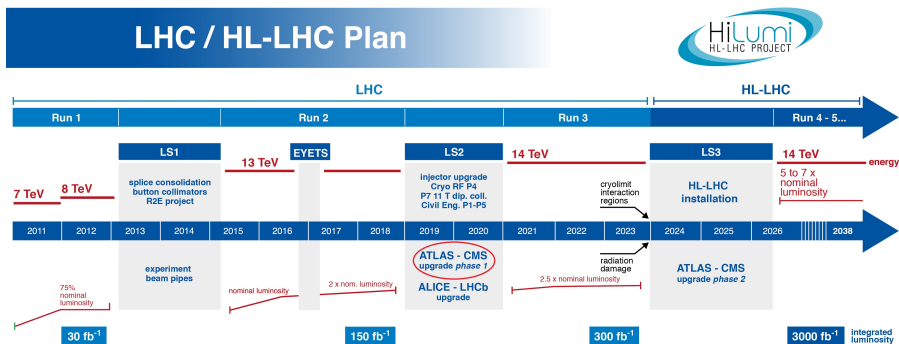 LHC / HL-LHC Plan
HiLumi
HL-LHC PROJECT
LHC
HL-LHC
Run 1
Run 2
Run 3
Run 4 - 5...
LS1
EYETS
LS2
LS3
13 TeV
14 TeV
14 TeV
energy
7 TeV
8 TeV
splice consolidation
button collimators
R2E project
injector upgrade
Cryo RF P4
P7 11 T dip. coll.
Civil Eng. P1-P5
cryolimit
interaction
regions
HL-LHC
installation
5 to 7 x
nominal
luminosity
2011 2012 2013 2014 2015 2016 2017 2018 2019 2020 2021 2022 2023 2024 2025 2026 2038
experiment
beam pipes
ATLAS - CMS
upgrade phase 1
ALICE - LHCb
upgrade
radiation
damage
ATLAS - CMS
upgrade phase 2
75%
nominal
luminosity
nominal luminosity
2 x nom. luminosity
2.5 x nominal luminosity
30 fb-1
150 fb-1
300 fb-1
3000 fb-1
integrated
luminosity